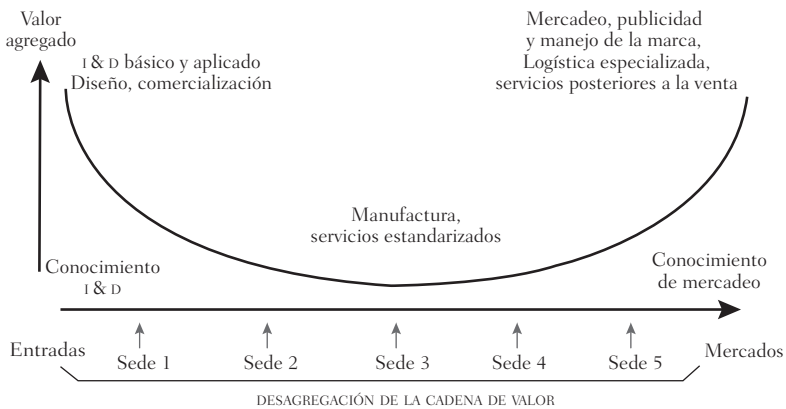 Valor
agregado
I & D básico y aplicado
Diseño, comercialización
Mercadeo, publicidad
y manejo de la marca,
Logística especializada,
servicios posteriores a la venta
Manufactura,
servicios estandarizados
Conocimiento
I & D
Conocimiento
de mercadeo
Entradas
Sede 1
Sede 2
Sede 3
Sede 4
Sede 5
Mercados
DESAGREGACIÓN DE LA CADENA DE VALOR